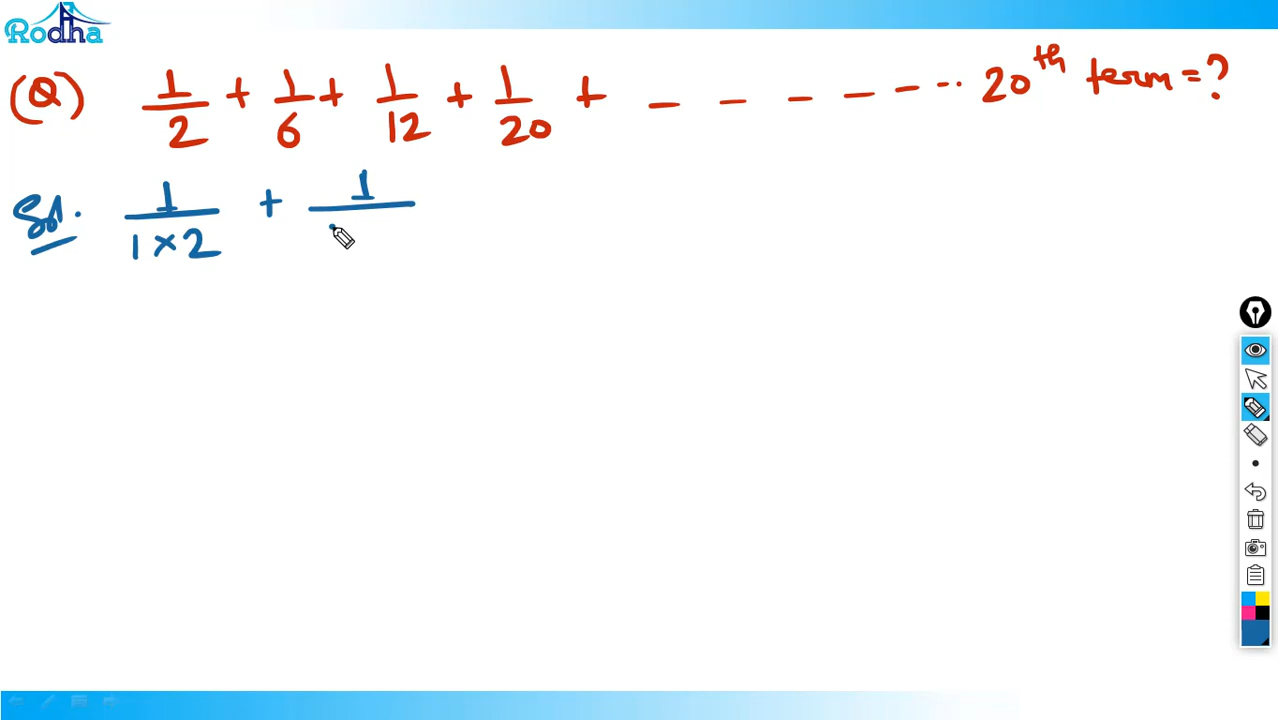 Rodha
(Q) 1/2 + 1/6 + 1/12 + 1/20 + _ _ _ _ _ - .. 20th term = ?
Sol. 1/(1×2) + 1/